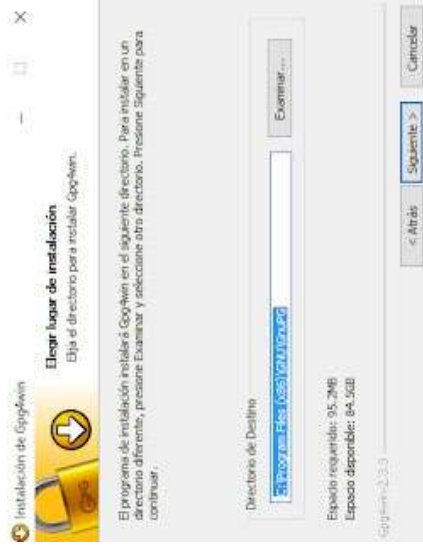 Instalación de Gpg4win
Elegir lugar de instalación
Elija el directorio para instalar Gpg4win.
GPG
El programa de instalación instalará Gpg4win en el siguiente directorio. Para instalar en un
directorio diferente, presione Examinar y seleccione otro directorio. Presione Siguiente para
continuar.
Directorio de Destino
C:\Program Files (x86)\GNU\GnuPG
Examinar...
Espacio requerido: 95.2MB
Espacio disponible: 84.5GB
Gpg4win-2.3.3
< Atrás
Siguiente >
Cancelar